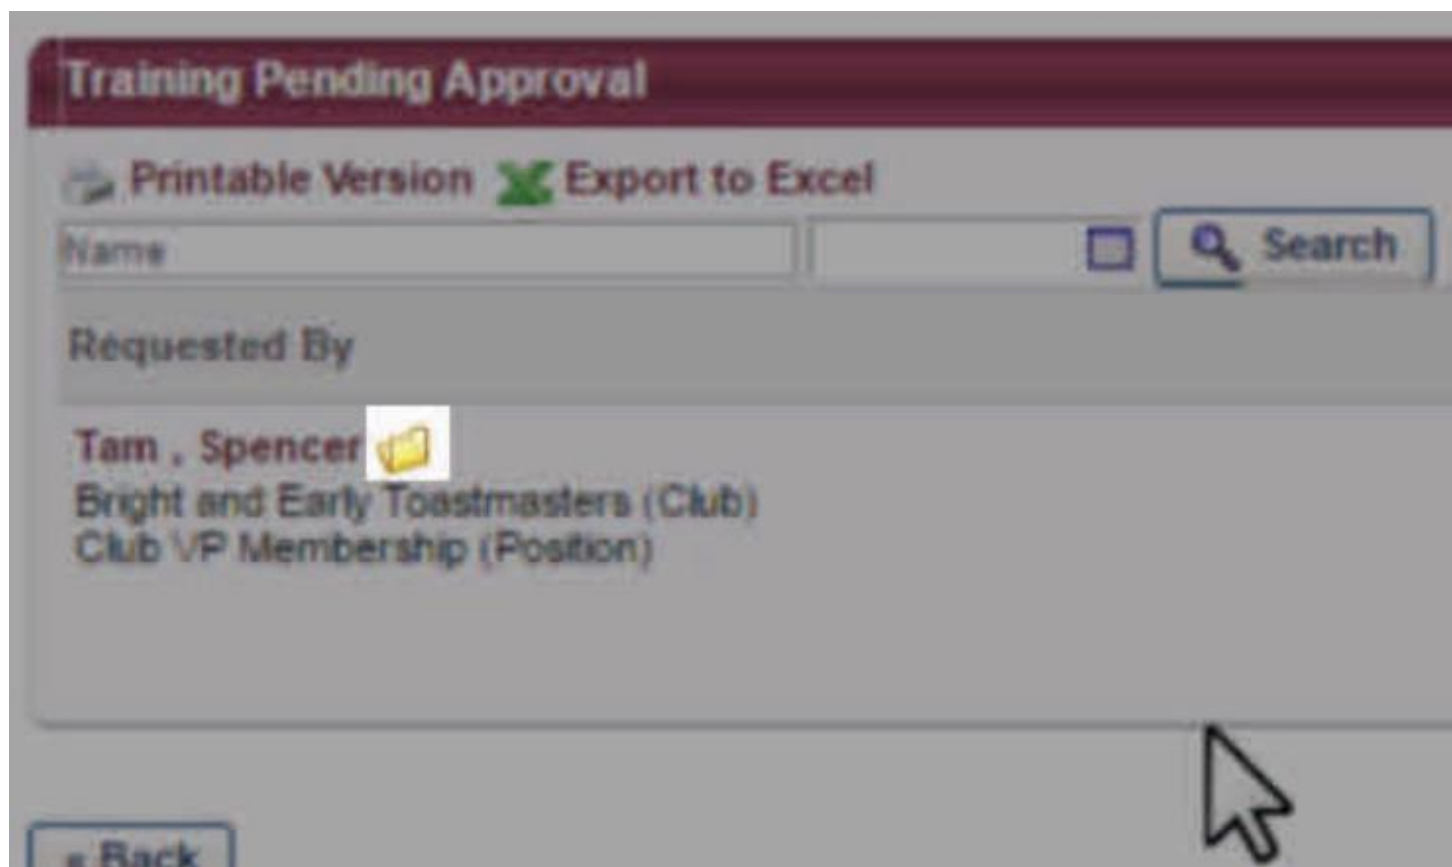 Training Pending Approval
Printable Version Export to Excel
Name Search
Requested By
Tam , Spencer
Bright and Early Toastmasters (Club)
Club VP Membership (Position)
« Back